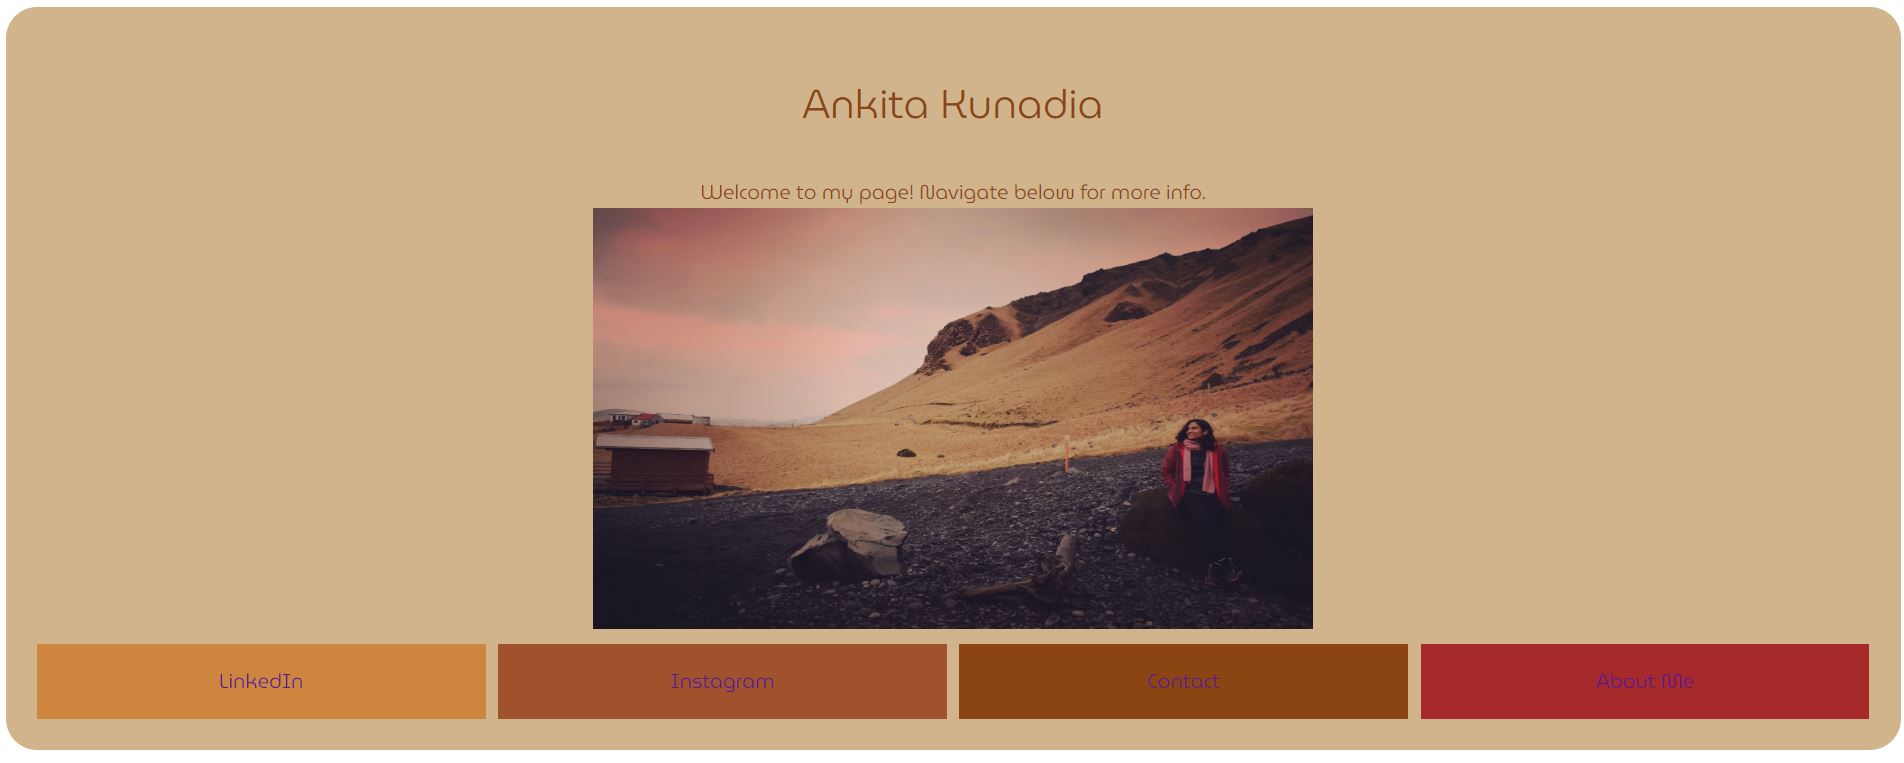 Ankita Kunadia
Welcome to my page! Navigate below for more info.
LinkedIn
Instagram
Contact
About Me